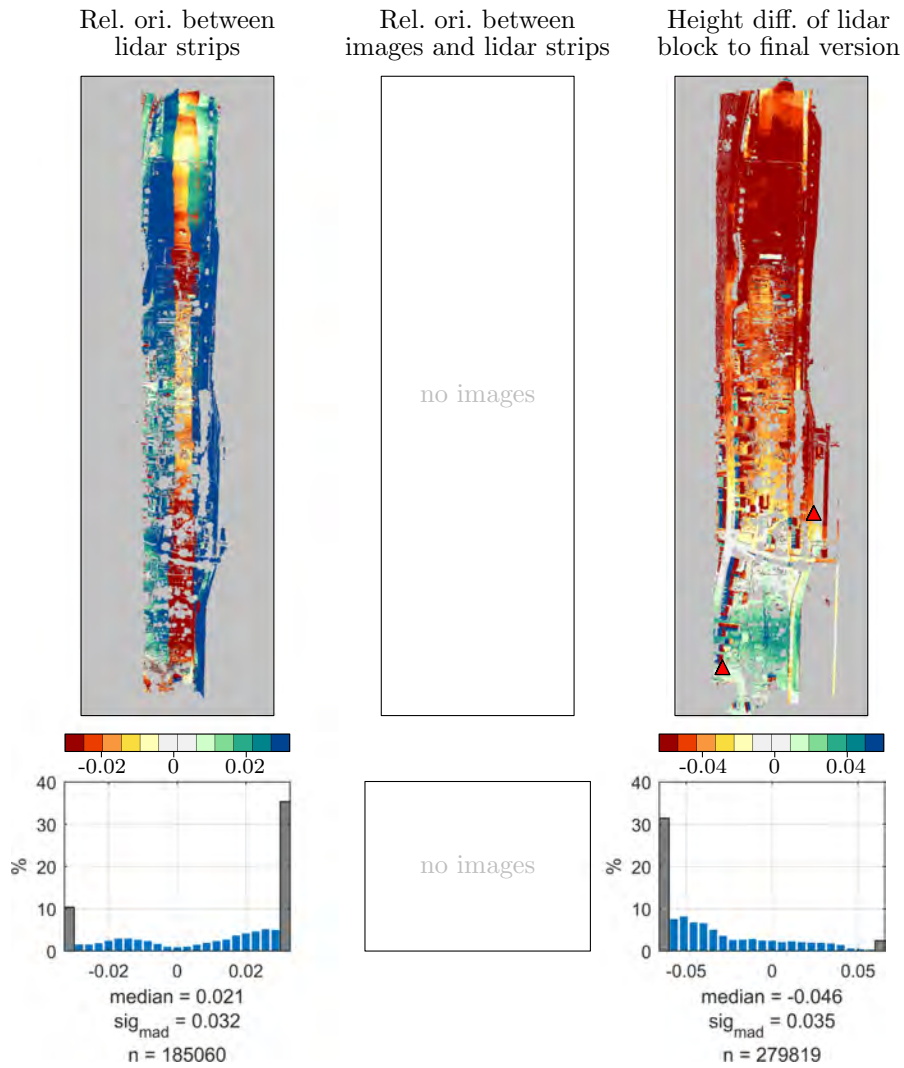 Rel. ori. between
lidar strips
Rel. ori. between
images and lidar strips
Height diff. of lidar
block to final version
no images
-0.02 0 0.02
-0.04 0 0.04
%
40
30
20
10
0
-0.02 0 0.02
median = 0.021
sig_mad = 0.032
n = 185060
no images
%
40
30
20
10
0
-0.05 0 0.05
median = -0.046
sig_mad = 0.035
n = 279819